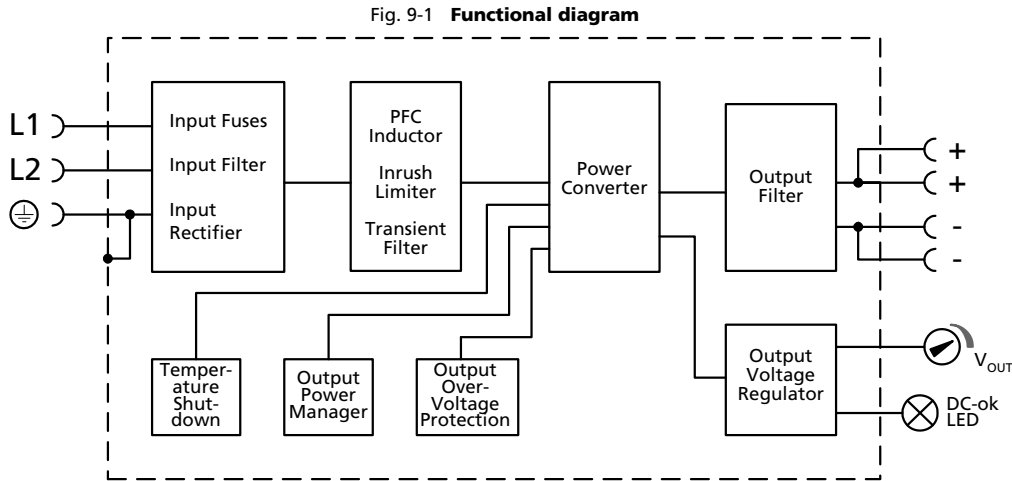 Fig. 9-1 Functional diagram
L1
L2
Input Fuses
Input Filter
Input
Rectifier
PFC
Inductor
Inrush
Limiter
Transient
Filter
Power
Converter
Output
Filter
+
+
-
-
Temper-
ature
Shut-
down
Output
Power
Manager
Output
Over-
Voltage
Protection
Output
Voltage
Regulator
VOUT
DC-ok
LED